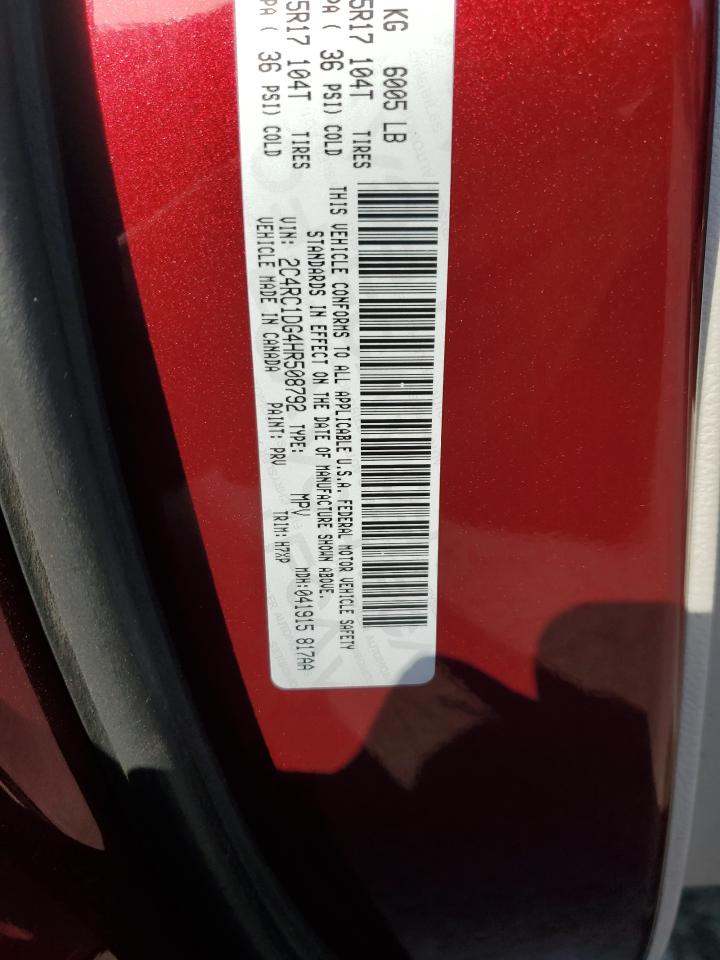 KG 6005 LB
5R17 104T TIRES
PA ( 36 PSI) COLD
5R17 104T TIRES
PA ( 36 PSI) COLD
THIS VEHICLE CONFORMS TO ALL APPLICABLE U.S.A. FEDERAL MOTOR VEHICLE SAFETY
STANDARDS IN EFFECT ON THE DATE OF MANUFACTURE SHOWN ABOVE.
VIN: 2C4RC1DG4HR508792 TYPE: MPV MDH:041915 817AA
VEHICLE MADE IN CANADA PAINT: PRV TRIM: H7XP